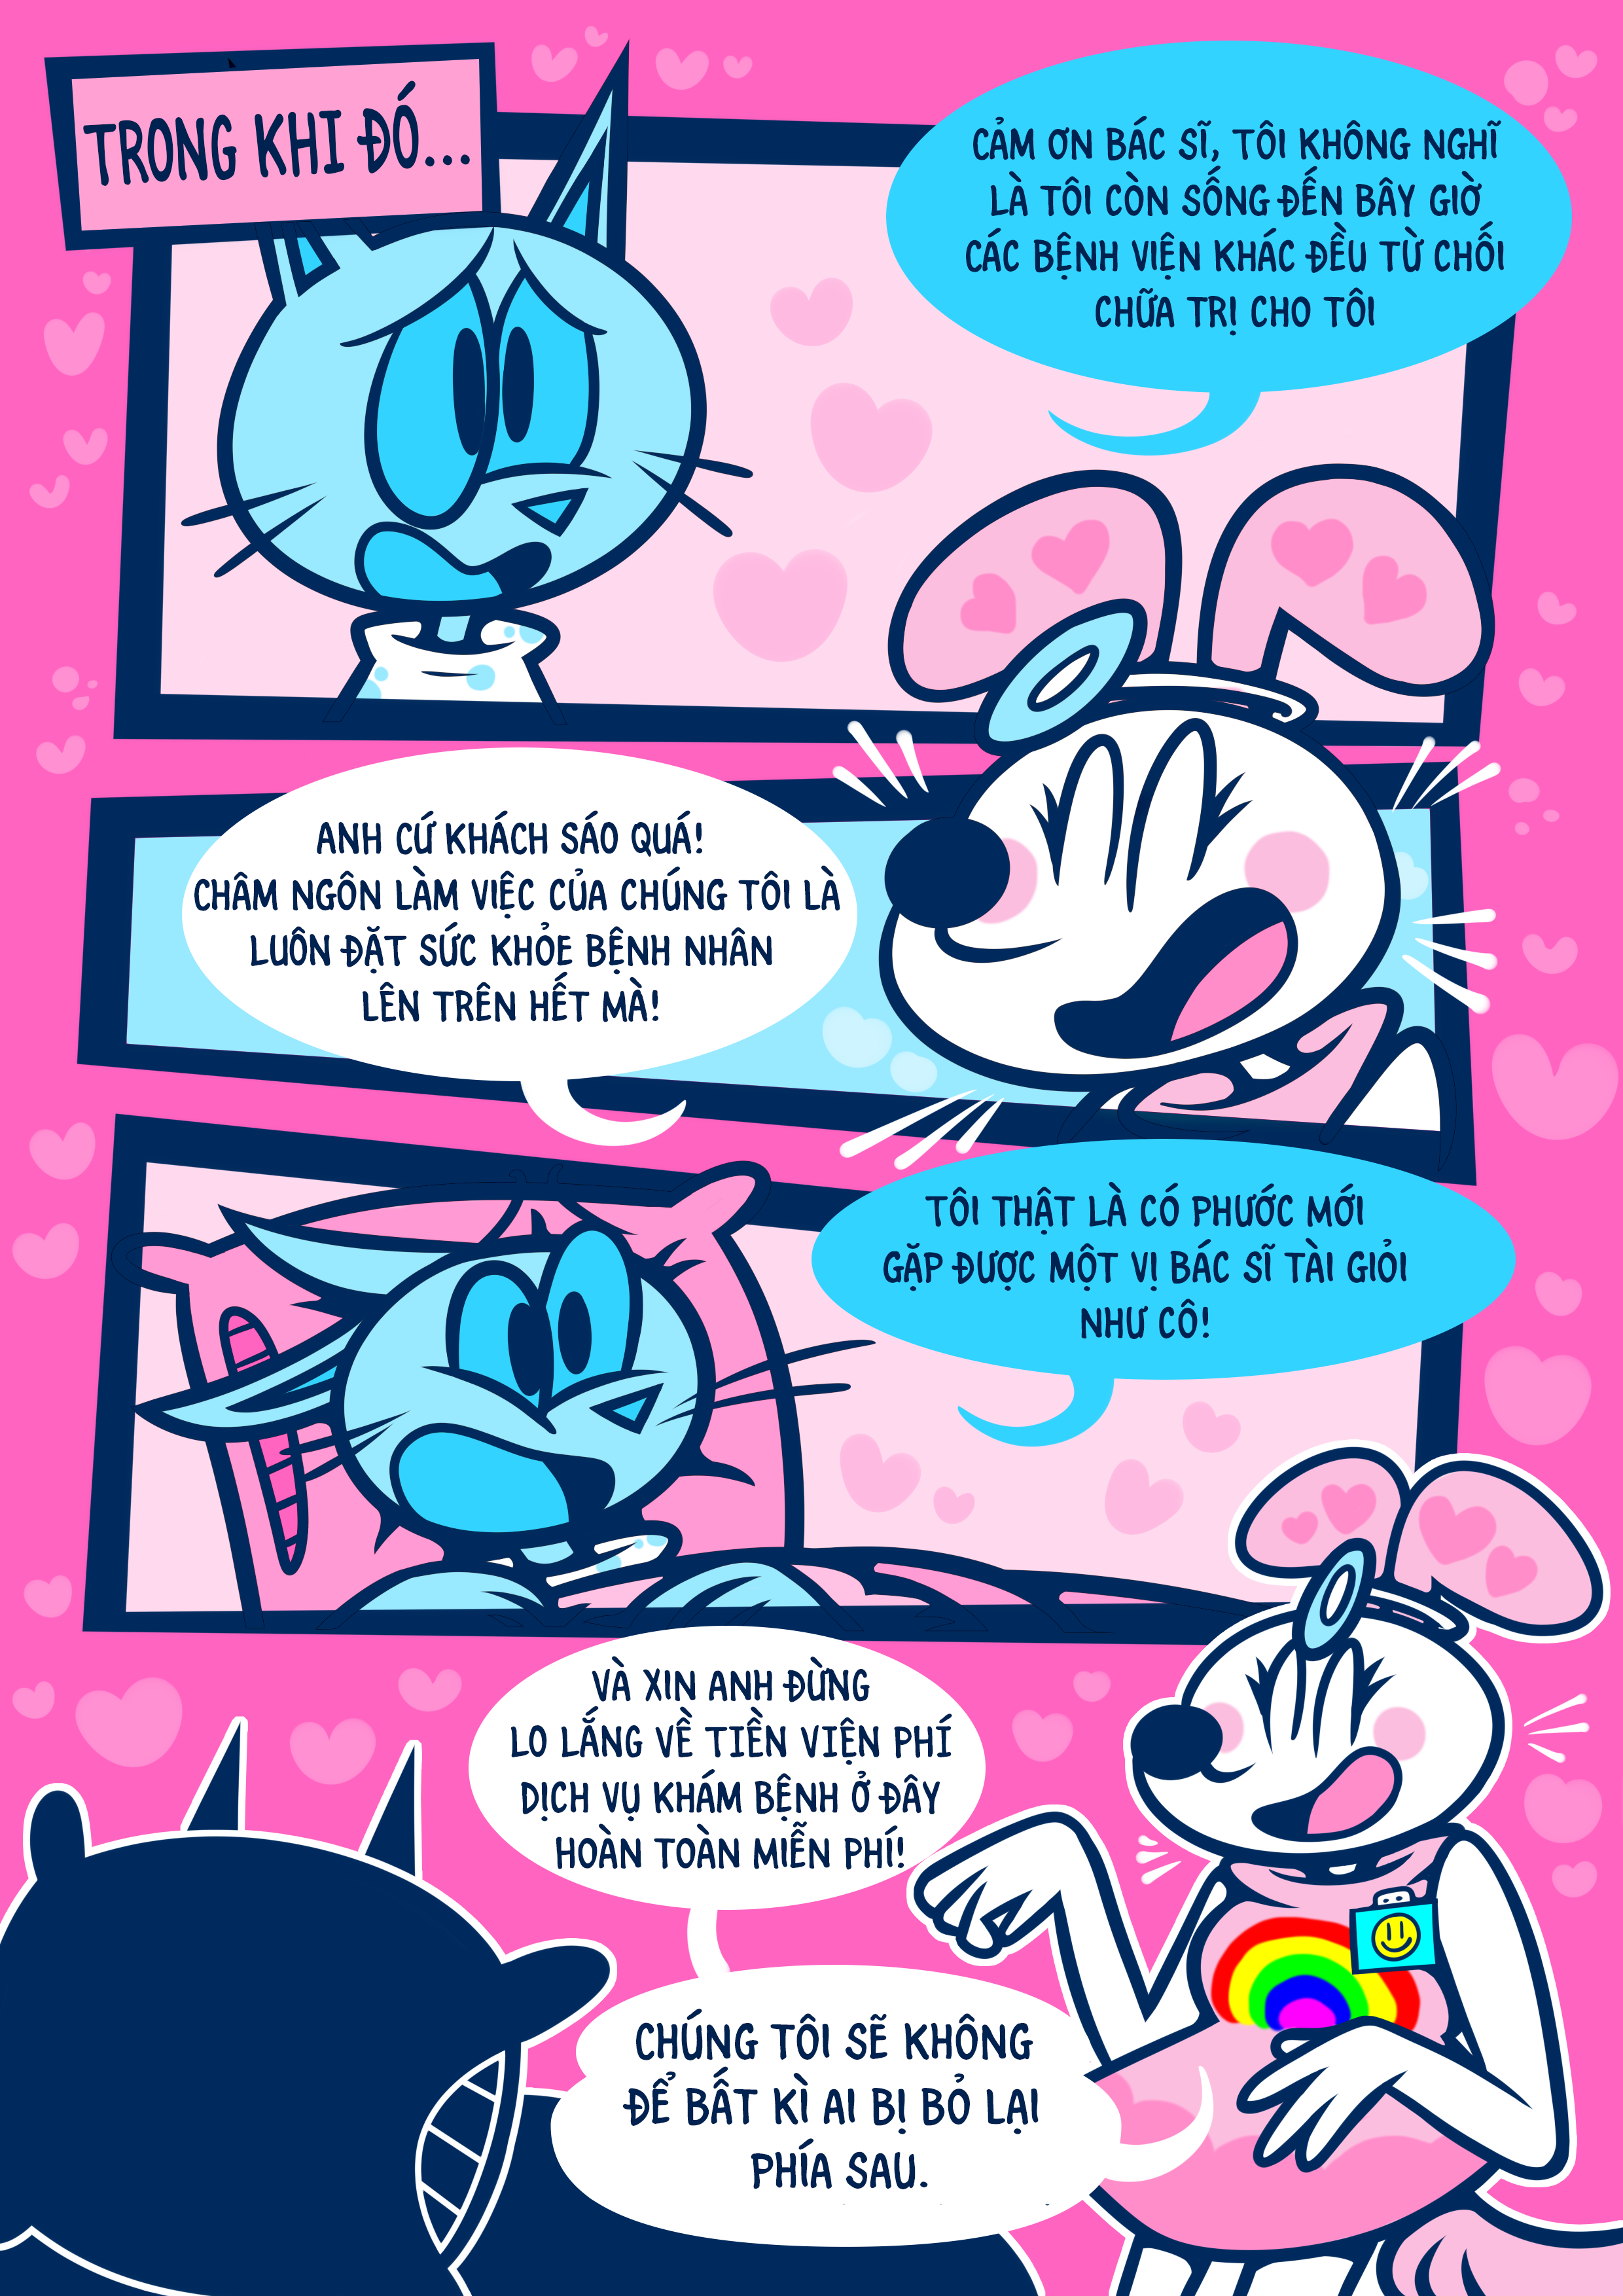 TRONG KHI ĐÓ...
CẢM ƠN BÁC SĨ, TÔI KHÔNG NGHĨ
LÀ TÔI CÒN SỐNG ĐẾN BÂY GIỜ
CÁC BỆNH VIỆN KHÁC ĐỀU TỪ CHỐI
CHỮA TRỊ CHO TÔI
ANH CỨ KHÁCH SÁO QUÁ!
CHÂM NGÔN LÀM VIỆC CỦA CHÚNG TÔI LÀ
LUÔN ĐẶT SỨC KHỎE BỆNH NHÂN
LÊN TRÊN HẾT MÀ!
TÔI THẬT LÀ CÓ PHƯỚC MỚI
GẶP ĐƯỢC MỘT VỊ BÁC SĨ TÀI GIỎI
NHƯ CÔ!
VÀ XIN ANH ĐỪNG
LO LẮNG VỀ TIỀN VIỆN PHÍ
DỊCH VỤ KHÁM BỆNH Ở ĐÂY
HOÀN TOÀN MIỄN PHÍ!
CHÚNG TÔI SẼ KHÔNG
ĐỂ BẤT KÌ AI BỊ BỎ LẠI
PHÍA SAU.